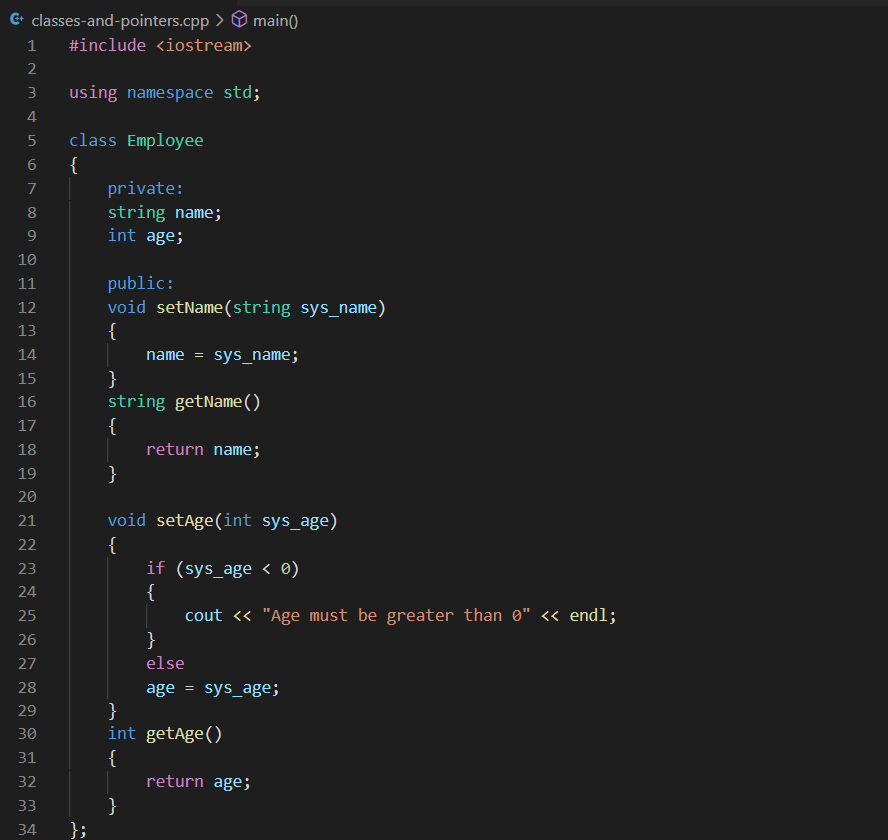 classes-and-pointers.cpp > main()
1 #include <iostream>
2
3 using namespace std;
4
5 class Employee
6 {
7     private:
8     string name;
9     int age;
10
11     public:
12     void setName(string sys_name)
13     {
14         name = sys_name;
15     }
16     string getName()
17     {
18         return name;
19     }
20
21     void setAge(int sys_age)
22     {
23         if (sys_age < 0)
24         {
25             cout << "Age must be greater than 0" << endl;
26         }
27         else
28         age = sys_age;
29     }
30     int getAge()
31     {
32         return age;
33     }
34 };